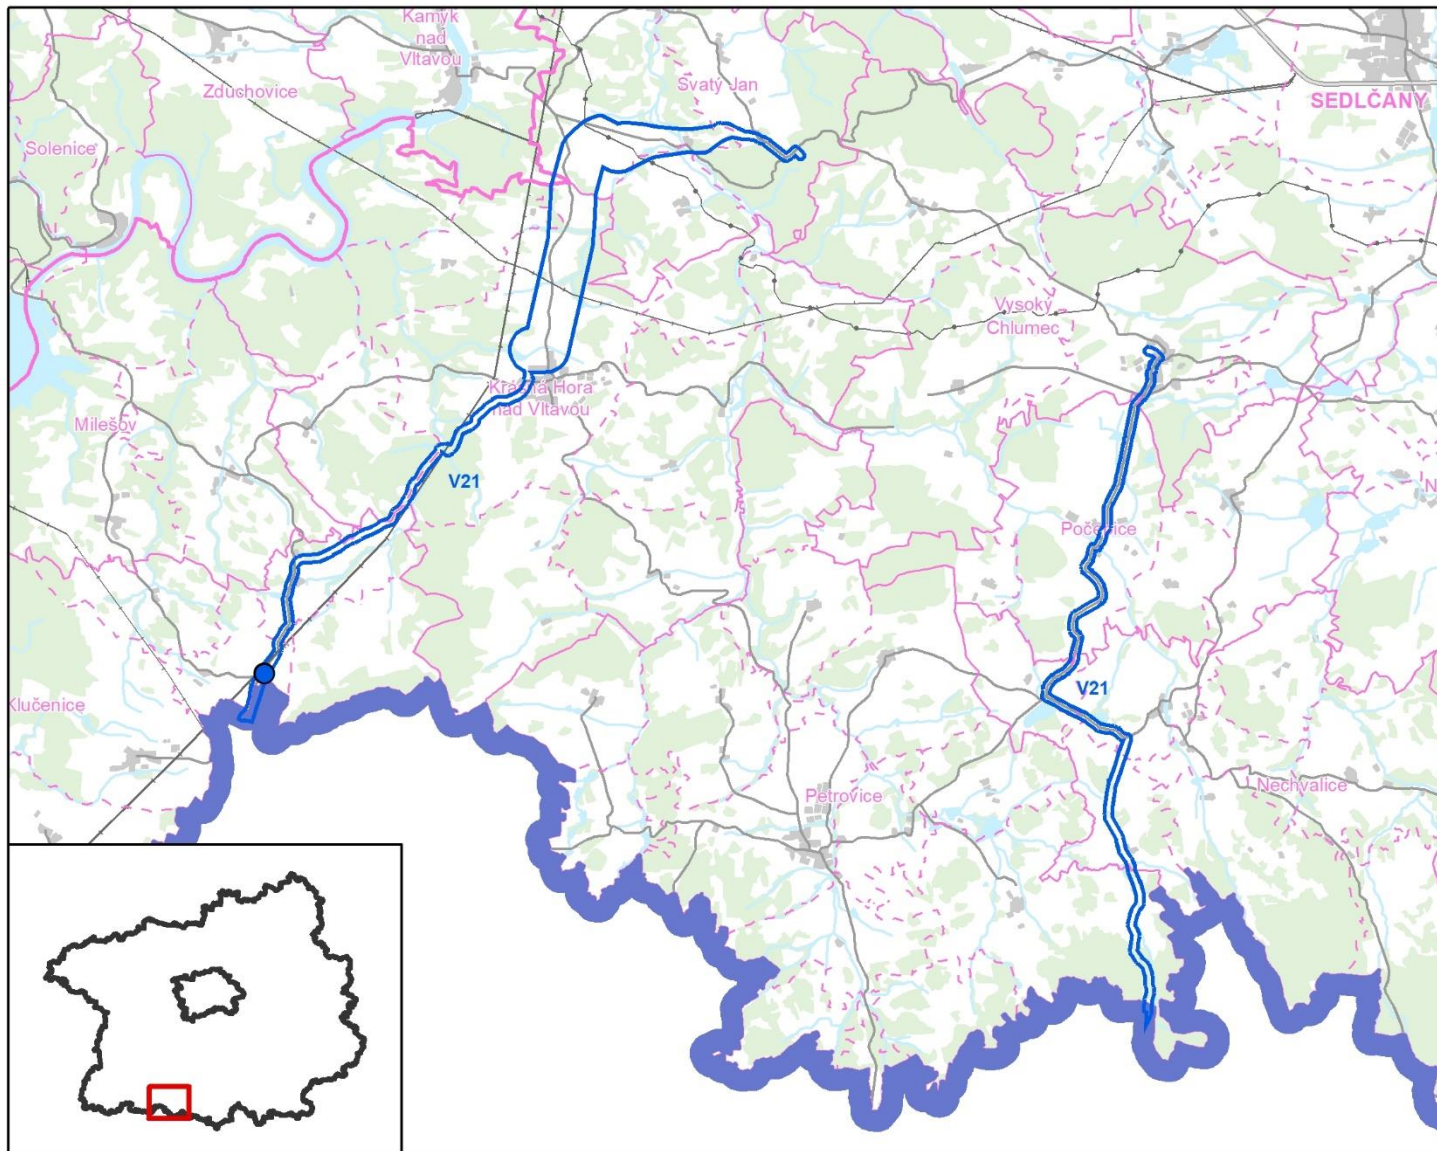 Kamýk
nad
Vltavou
Zduchovice
Svatý Jan
SEDLČANY
Solenice
Vysoký
Chlumec
Krásná Hora
nad Vltavou
Milešov
V21
Počepice
V21
Klučenice
Nechvalice
Petrovice
N